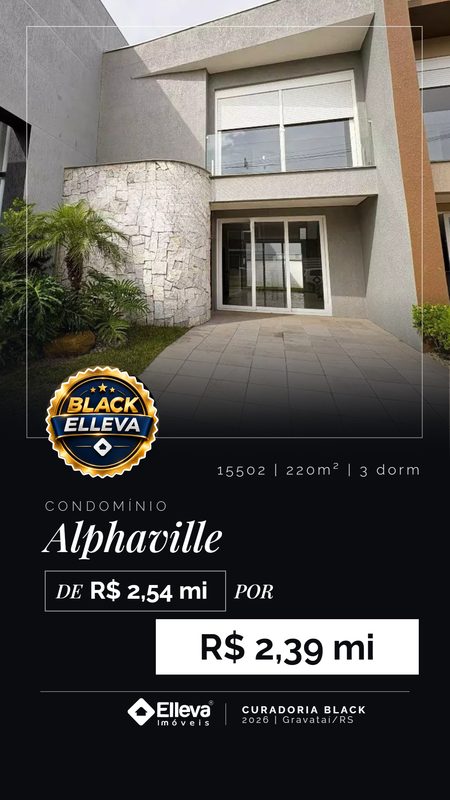 BLACK
ELLEVA
15502 | 220m² | 3 dorm
CONDOMÍNIO
Alphaville
DE R$ 2,54 mi POR
R$ 2,39 mi
Elleva®
Imóveis
CURADORIA BLACK
2026 | Gravataí/RS